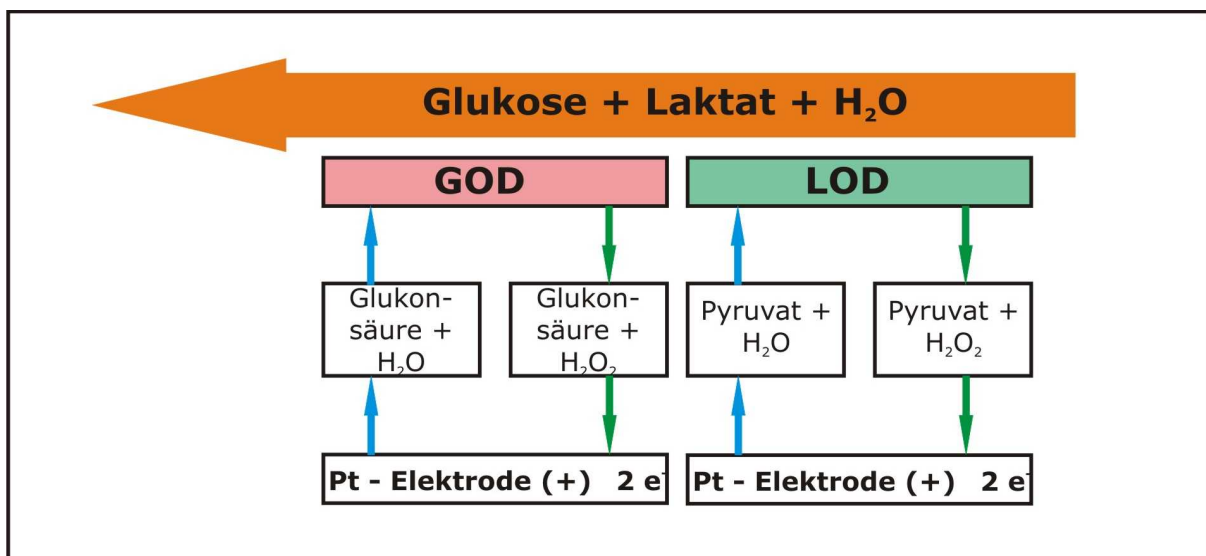 Glukose + Laktat + H₂O
GOD
LOD
Glukon-
säure +
H₂O
Glukon-
säure +
H₂O₂
Pyruvat +
H₂O
Pyruvat +
H₂O₂
Pt - Elektrode (+) 2 e⁻
Pt - Elektrode (+) 2 e⁻